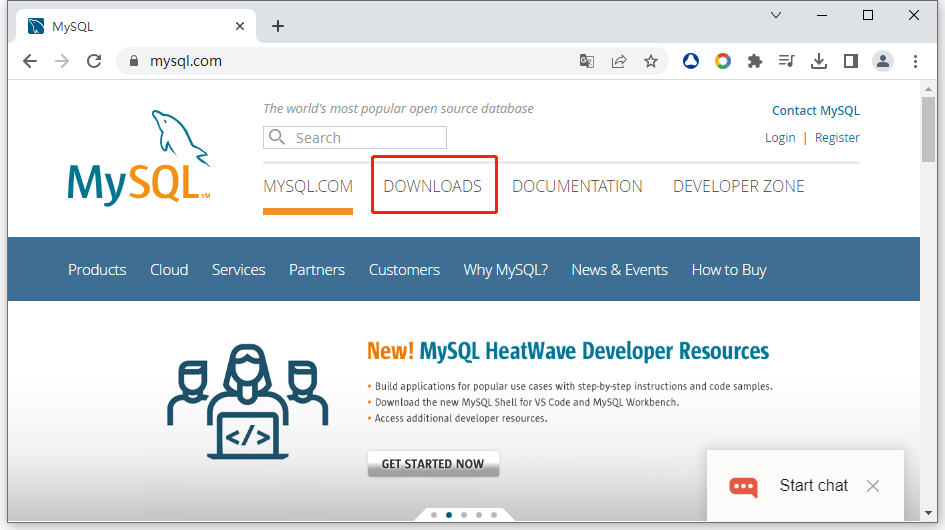 MySQL
mysql.com
The world's most popular open source database
Contact MySQL
Search
Login | Register
MySQL™
MYSQL.COM DOWNLOADS DOCUMENTATION DEVELOPER ZONE
Products Cloud Services Partners Customers Why MySQL? News & Events How to Buy
New! MySQL HeatWave Developer Resources
• Build applications for popular use cases with step-by-step instructions and code samples.
• Download the new MySQL Shell for VS Code and MySQL Workbench.
• Access additional developer resources.
</>
GET STARTED NOW
Start chat